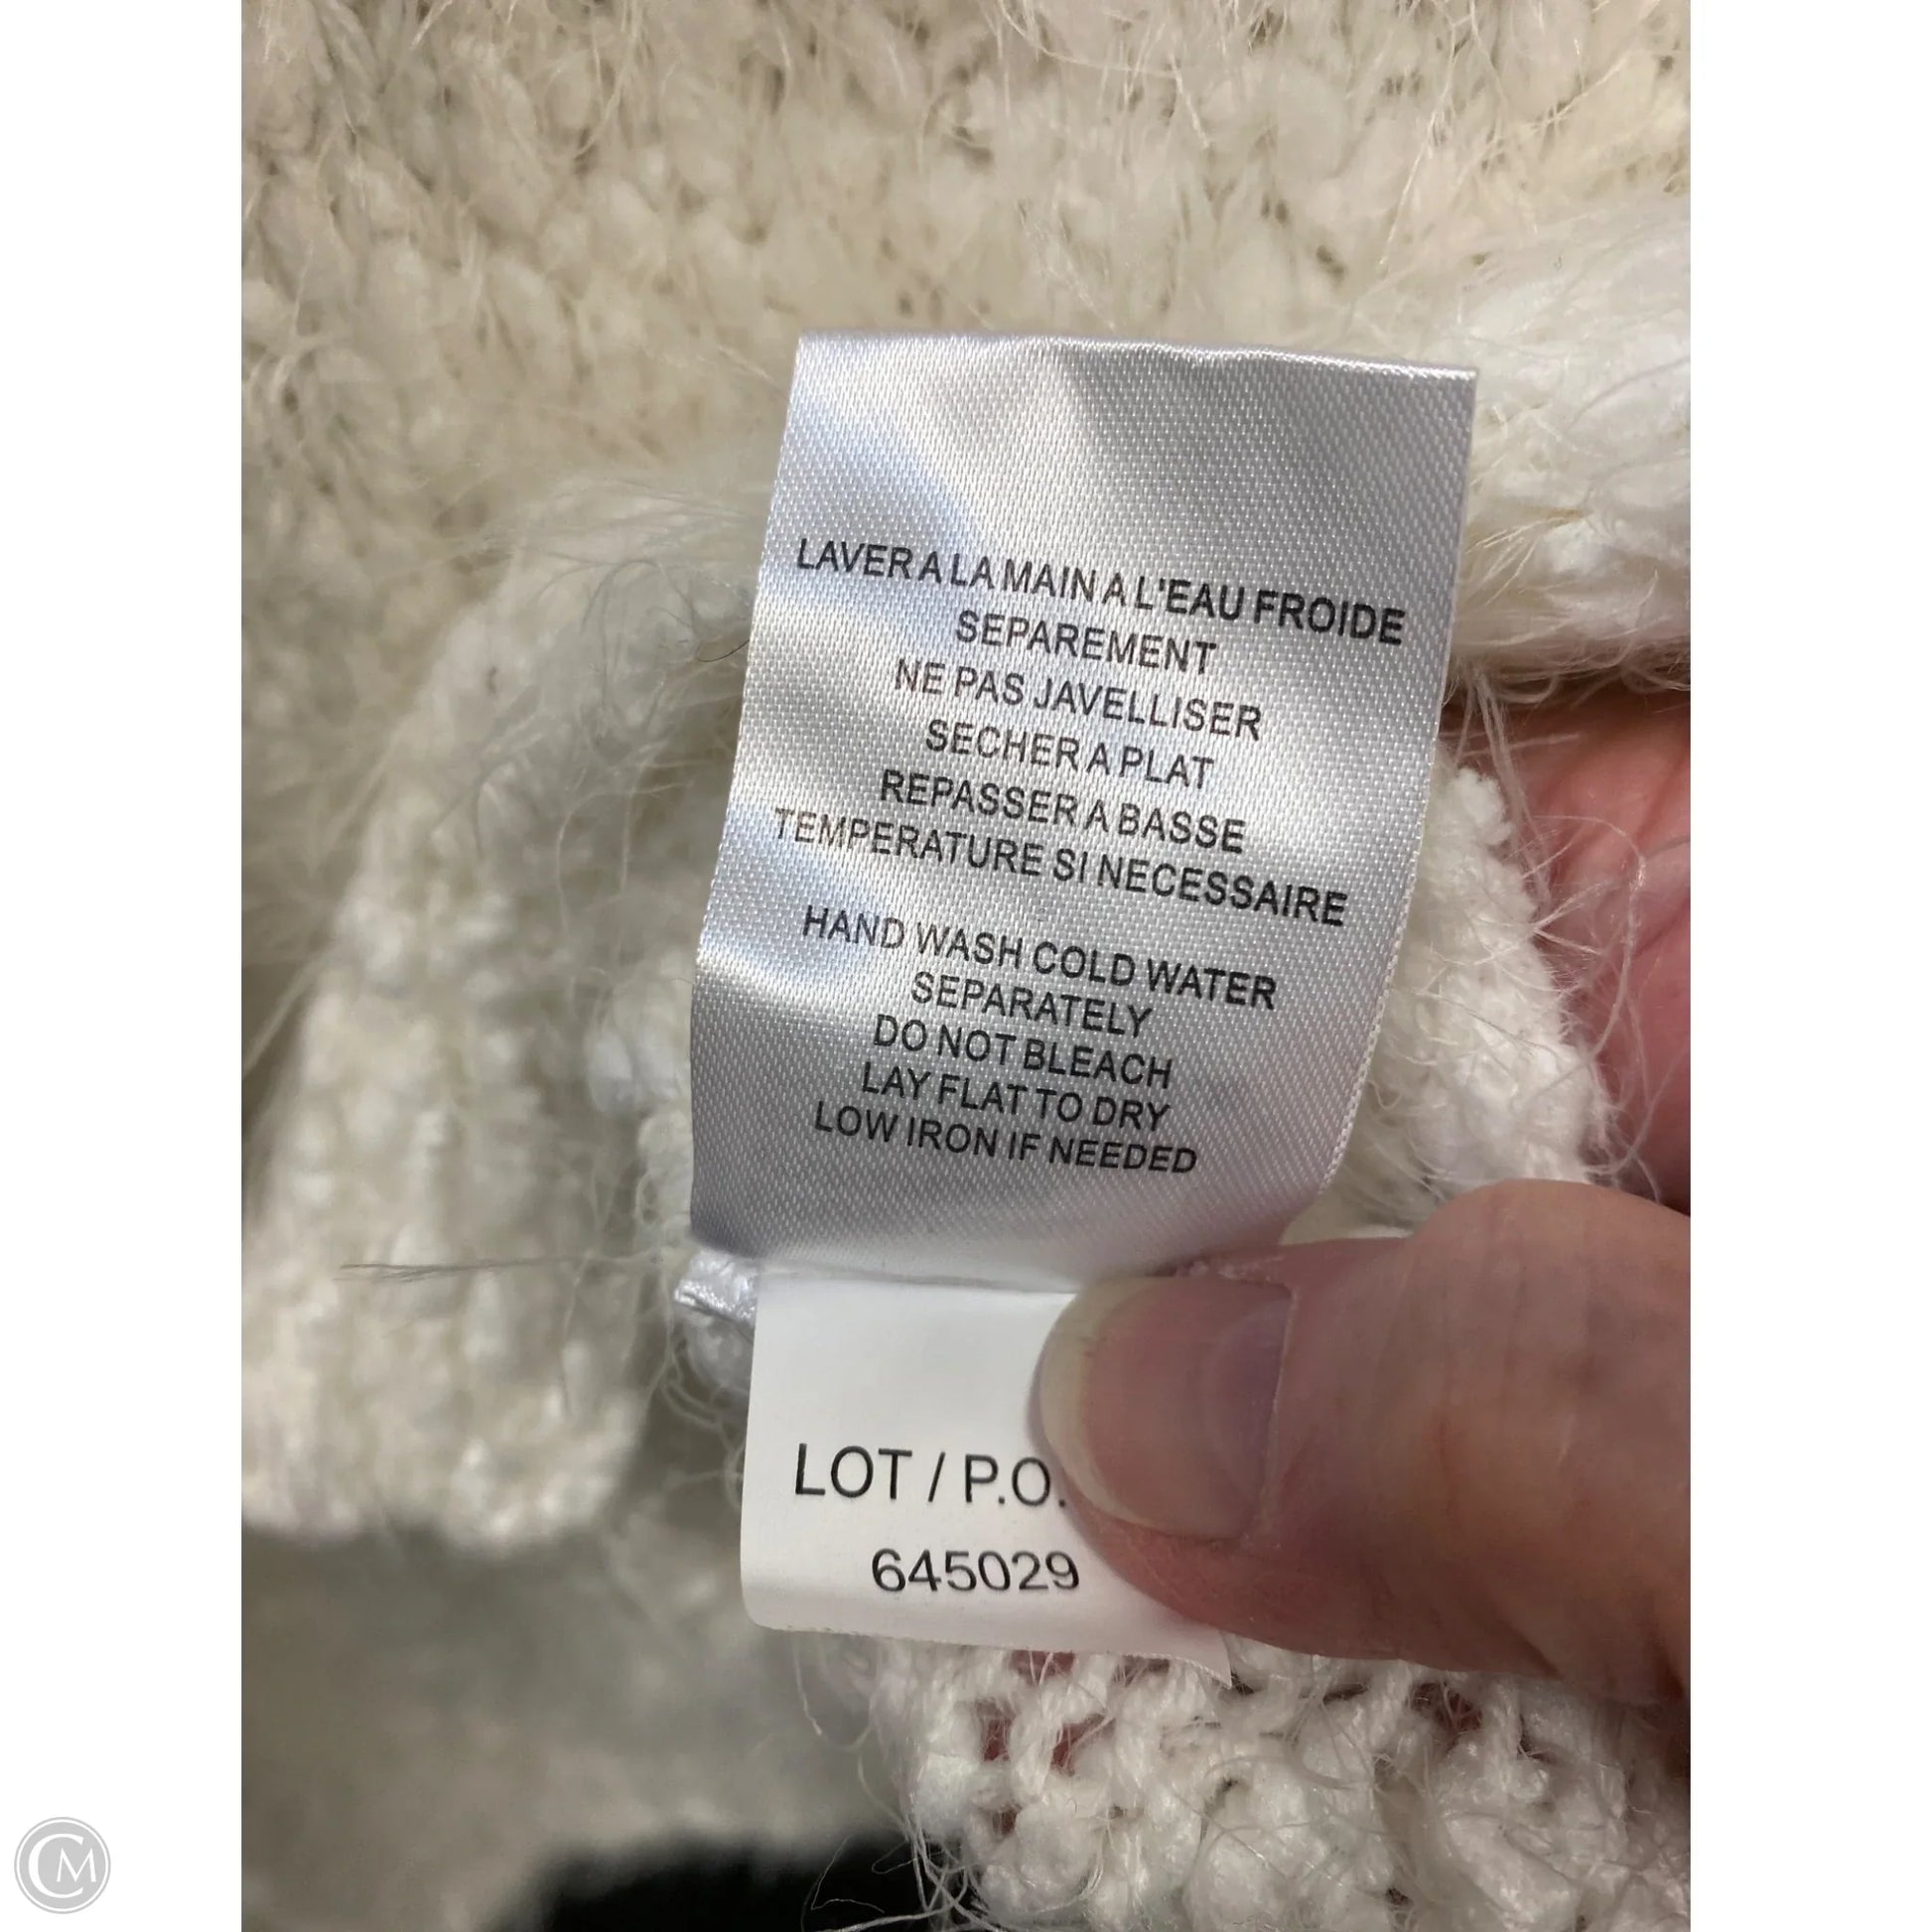 LAVER A LA MAIN A L'EAU FROIDE
SEPAREMENT
NE PAS JAVELLISER
SECHER A PLAT
REPASSER A BASSE
TEMPERATURE SI NECESSAIRE
HAND WASH COLD WATER
SEPARATELY
DO NOT BLEACH
LAY FLAT TO DRY
LOW IRON IF NEEDED
LOT / P.O.
645029
CM